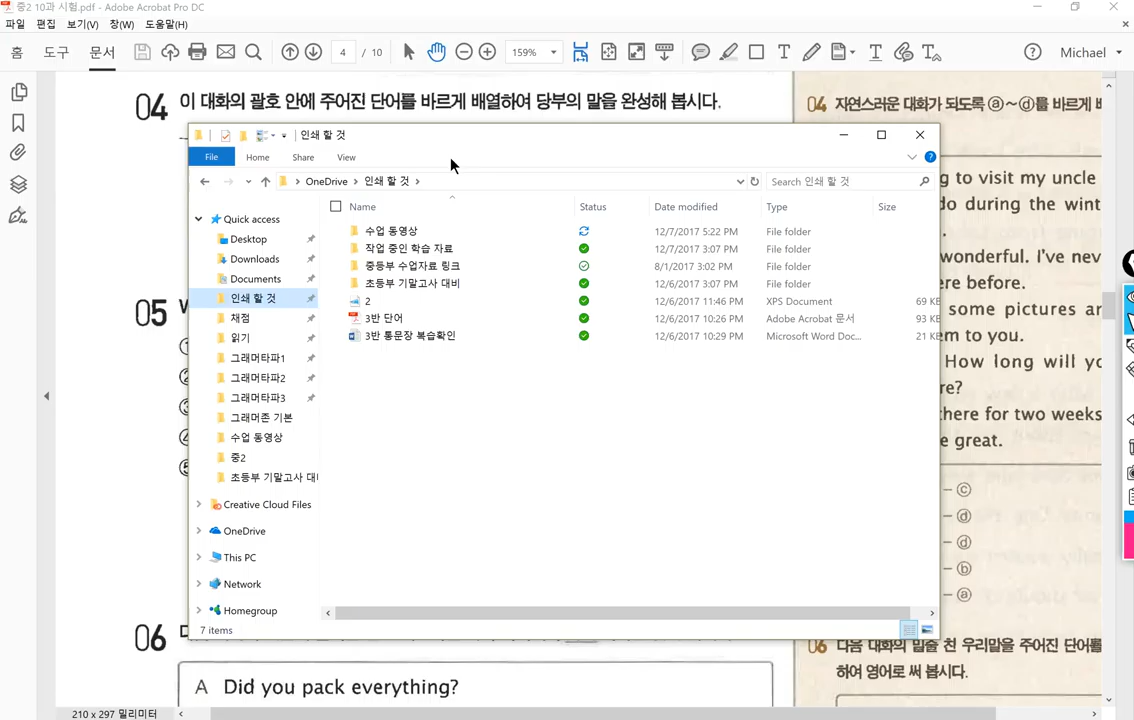 중2 10과 시험.pdf - Adobe Acrobat Pro DC
파일 편집 보기(V) 창(W) 도움말(H)
홈 도구 문서 4 / 10 159% Michael
04 이 대화의 괄호 안에 주어진 단어를 바르게 배열하여 당부의 말을 완성해 봅시다.
04 자연스러운 대화가 되도록 ⓐ~ⓓ를 바르게
인쇄 할 것
File Home Share View
OneDrive 인쇄 할 것 Search 인쇄 할 것
g to visit my uncle
do during the wint
wonderful. I've nev
ere before.
some pictures ar
em to you.
How long will yo
re?
there for two weeks
e great.
Name Status Date modified Type Size
수업 동영상 12/7/2017 5:22 PM File folder
작업 중인 학습 자료 12/7/2017 3:07 PM File folder
중등부 수업자료 링크 8/1/2017 3:02 PM File folder
초등부 기말고사 대비 12/6/2017 3:07 PM File folder
2 12/6/2017 11:46 PM XPS Document 69 KB
3반 단어 12/6/2017 10:26 PM Adobe Acrobat 문서 93 KB
3반 통문장 복습확인 12/6/2017 10:29 PM Microsoft Word Doc... 21 KB
Quick access
Desktop
Downloads
Documents
인쇄 할 것
채점
읽기
그래머타파1
그래머타파2
그래머타파3
그래머존 기본
수업 동영상
중2
초등부 기말고사 대비
Creative Cloud Files
OneDrive
This PC
Network
Homegroup
7 items
05
①
②
③
④
⑤
– ⓒ
– ⓓ
– ⓓ
– ⓑ
– ⓐ
06
06 다음 대화의 밑줄 친 우리말을 주어진 단어를
하여 영어로 써 봅시다.
A Did you pack everything?
210 x 297 밀리미터